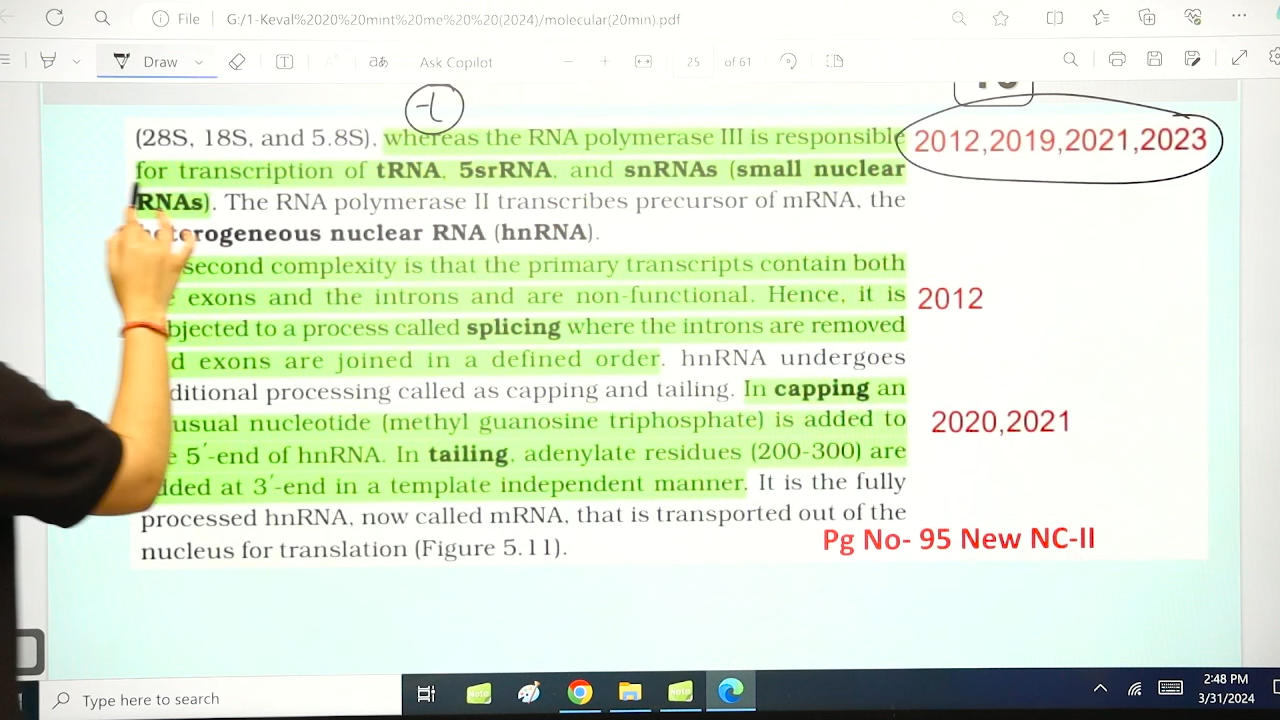 File G:/1-Keval%2020%20mint%20me%20%20(2024)/molecular(20min).pdf
Draw
T
Ask Copilot
25 of 61
(28S, 18S, and 5.8S), whereas the RNA polymerase III is responsible
2012,2019,2021,2023
for transcription of tRNA, 5srRNA, and snRNAs (small nuclear
RNAs). The RNA polymerase II transcribes precursor of mRNA, the
nuclear RNA (hnRNA).
second complexity is that the primary transcripts contain both
exons and the introns and are non-functional. Hence, it is
2012
to a process called splicing where the introns are removed
exons are joined in a defined order. hnRNA undergoes
processing called as capping and tailing. In capping an
nucleotide (methyl guanosine triphosphate) is added to
2020,2021
5′-end of hnRNA. In tailing, adenylate residues (200-300) are
at 3′-end in a template independent manner. It is the fully
processed hnRNA, now called mRNA, that is transported out of the
nucleus for translation (Figure 5.11).
Pg No- 95 New NC-II
Type here to search
2:48 PM
3/31/2024